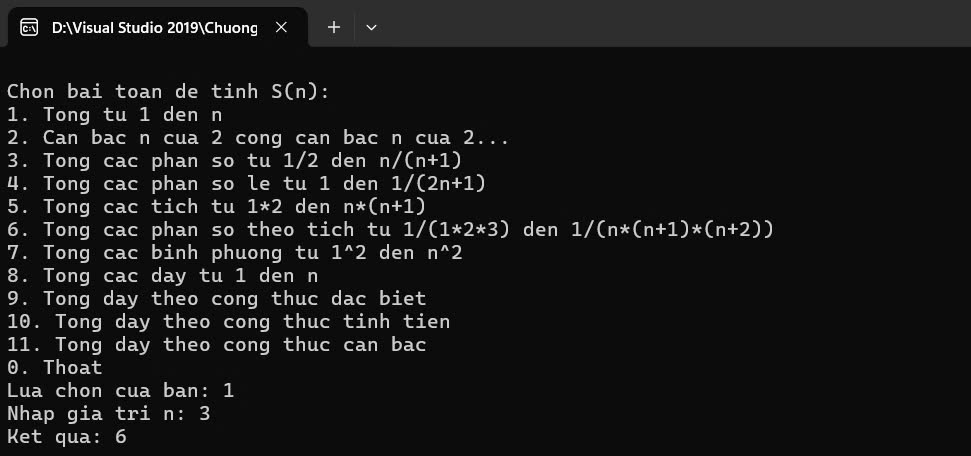 D:\Visual Studio 2019\Chuong
Chon bai toan de tinh S(n):
1. Tong tu 1 den n
2. Can bac n cua 2 cong can bac n cua 2...
3. Tong cac phan so tu 1/2 den n/(n+1)
4. Tong cac phan so le tu 1 den 1/(2n+1)
5. Tong cac tich tu 1*2 den n*(n+1)
6. Tong cac phan so theo tich tu 1/(1*2*3) den 1/(n*(n+1)*(n+2))
7. Tong cac binh phuong tu 1^2 den n^2
8. Tong cac day tu 1 den n
9. Tong day theo cong thuc dac biet
10. Tong day theo cong thuc tinh tien
11. Tong day theo cong thuc can bac
0. Thoat
Lua chon cua ban: 1
Nhap gia tri n: 3
Ket qua: 6